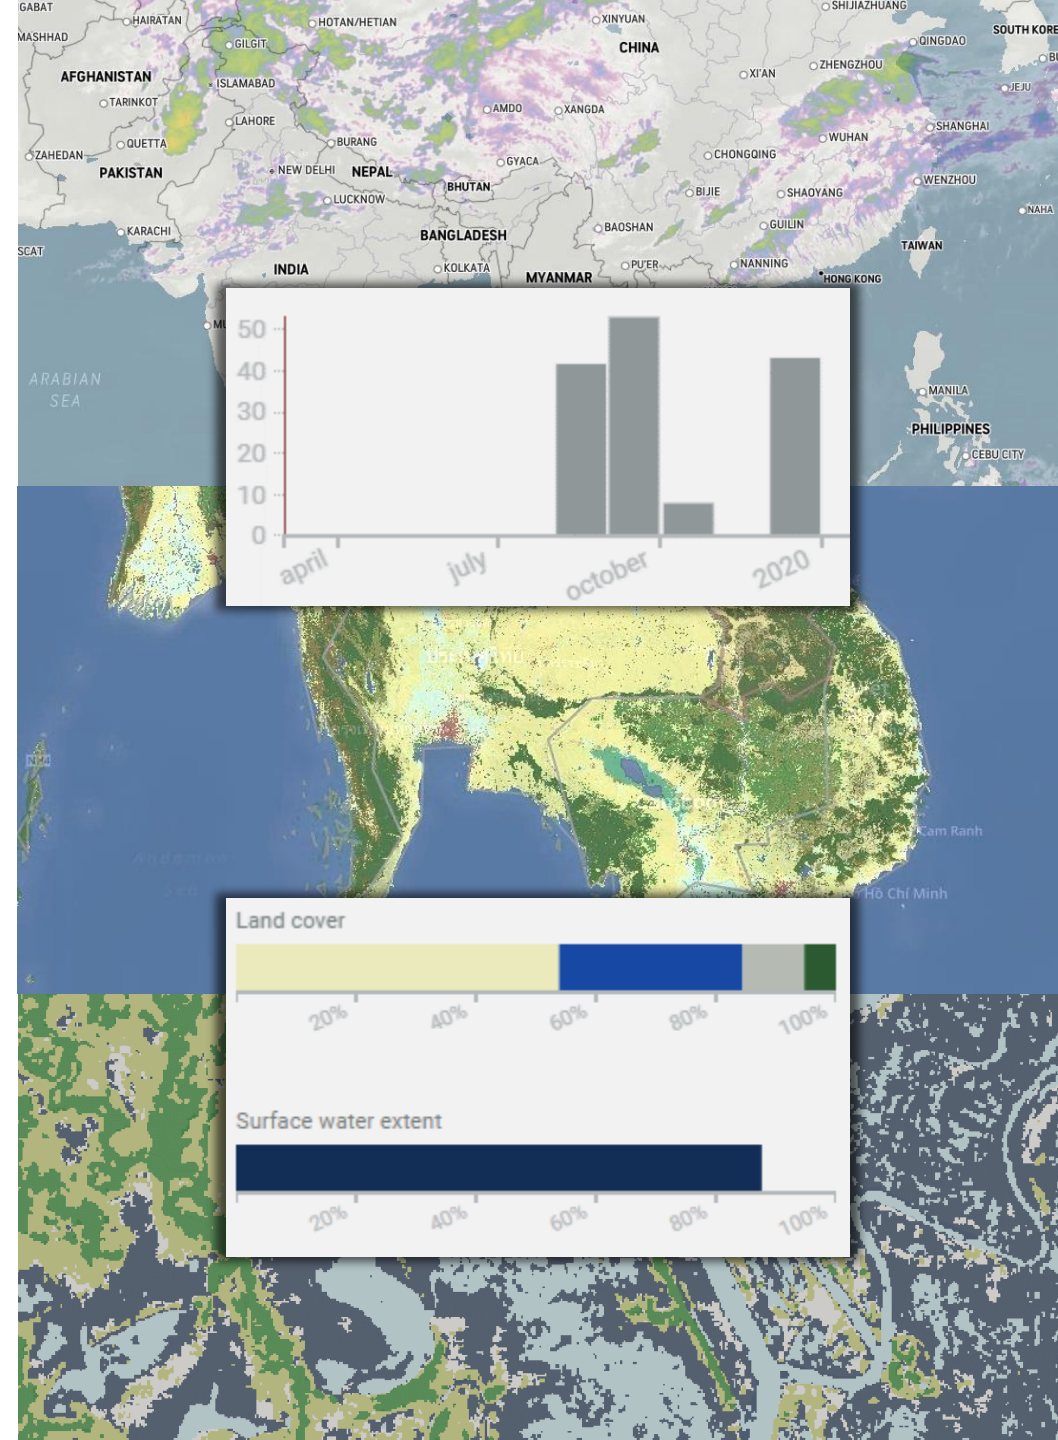 GABAT
HAIRATAN
HOTAN/HETIAN
XINYUAN
SHIJIAZHUANG
MASHHAD
GILGIT
CHINA
QINGDAO
SOUTH KORE
AFGHANISTAN
ISLAMABAD
XI'AN
ZHENGZHOU
JEJU
TARINKOT
AMDO
XANGDA
LAHORE
SHANGHAI
ZAHEDAN
QUETTA
BURANG
WUHAN
PAKISTAN
NEW DELHI
NEPAL
GYACA
CHONGQING
BHUTAN
BIJIE
SHAOYANG
WENZHOU
LUCKNOW
NAHA
KARACHI
BANGLADESH
BAOSHAN
GUILIN
SCAT
TAIWAN
INDIA
KOLKATA
MYANMAR
PU'ER
NANNING
HONG KONG
MU
ARABIAN
SEA
MANILA
PHILIPPINES
CEBU CITY
50
40
30
20
10
0
april
july
october
2020
Cam Ranh
Hồ Chí Minh
Andaman
Sea
Land cover
20%
40%
60%
80%
100%
Surface water extent
20%
40%
60%
80%
100%